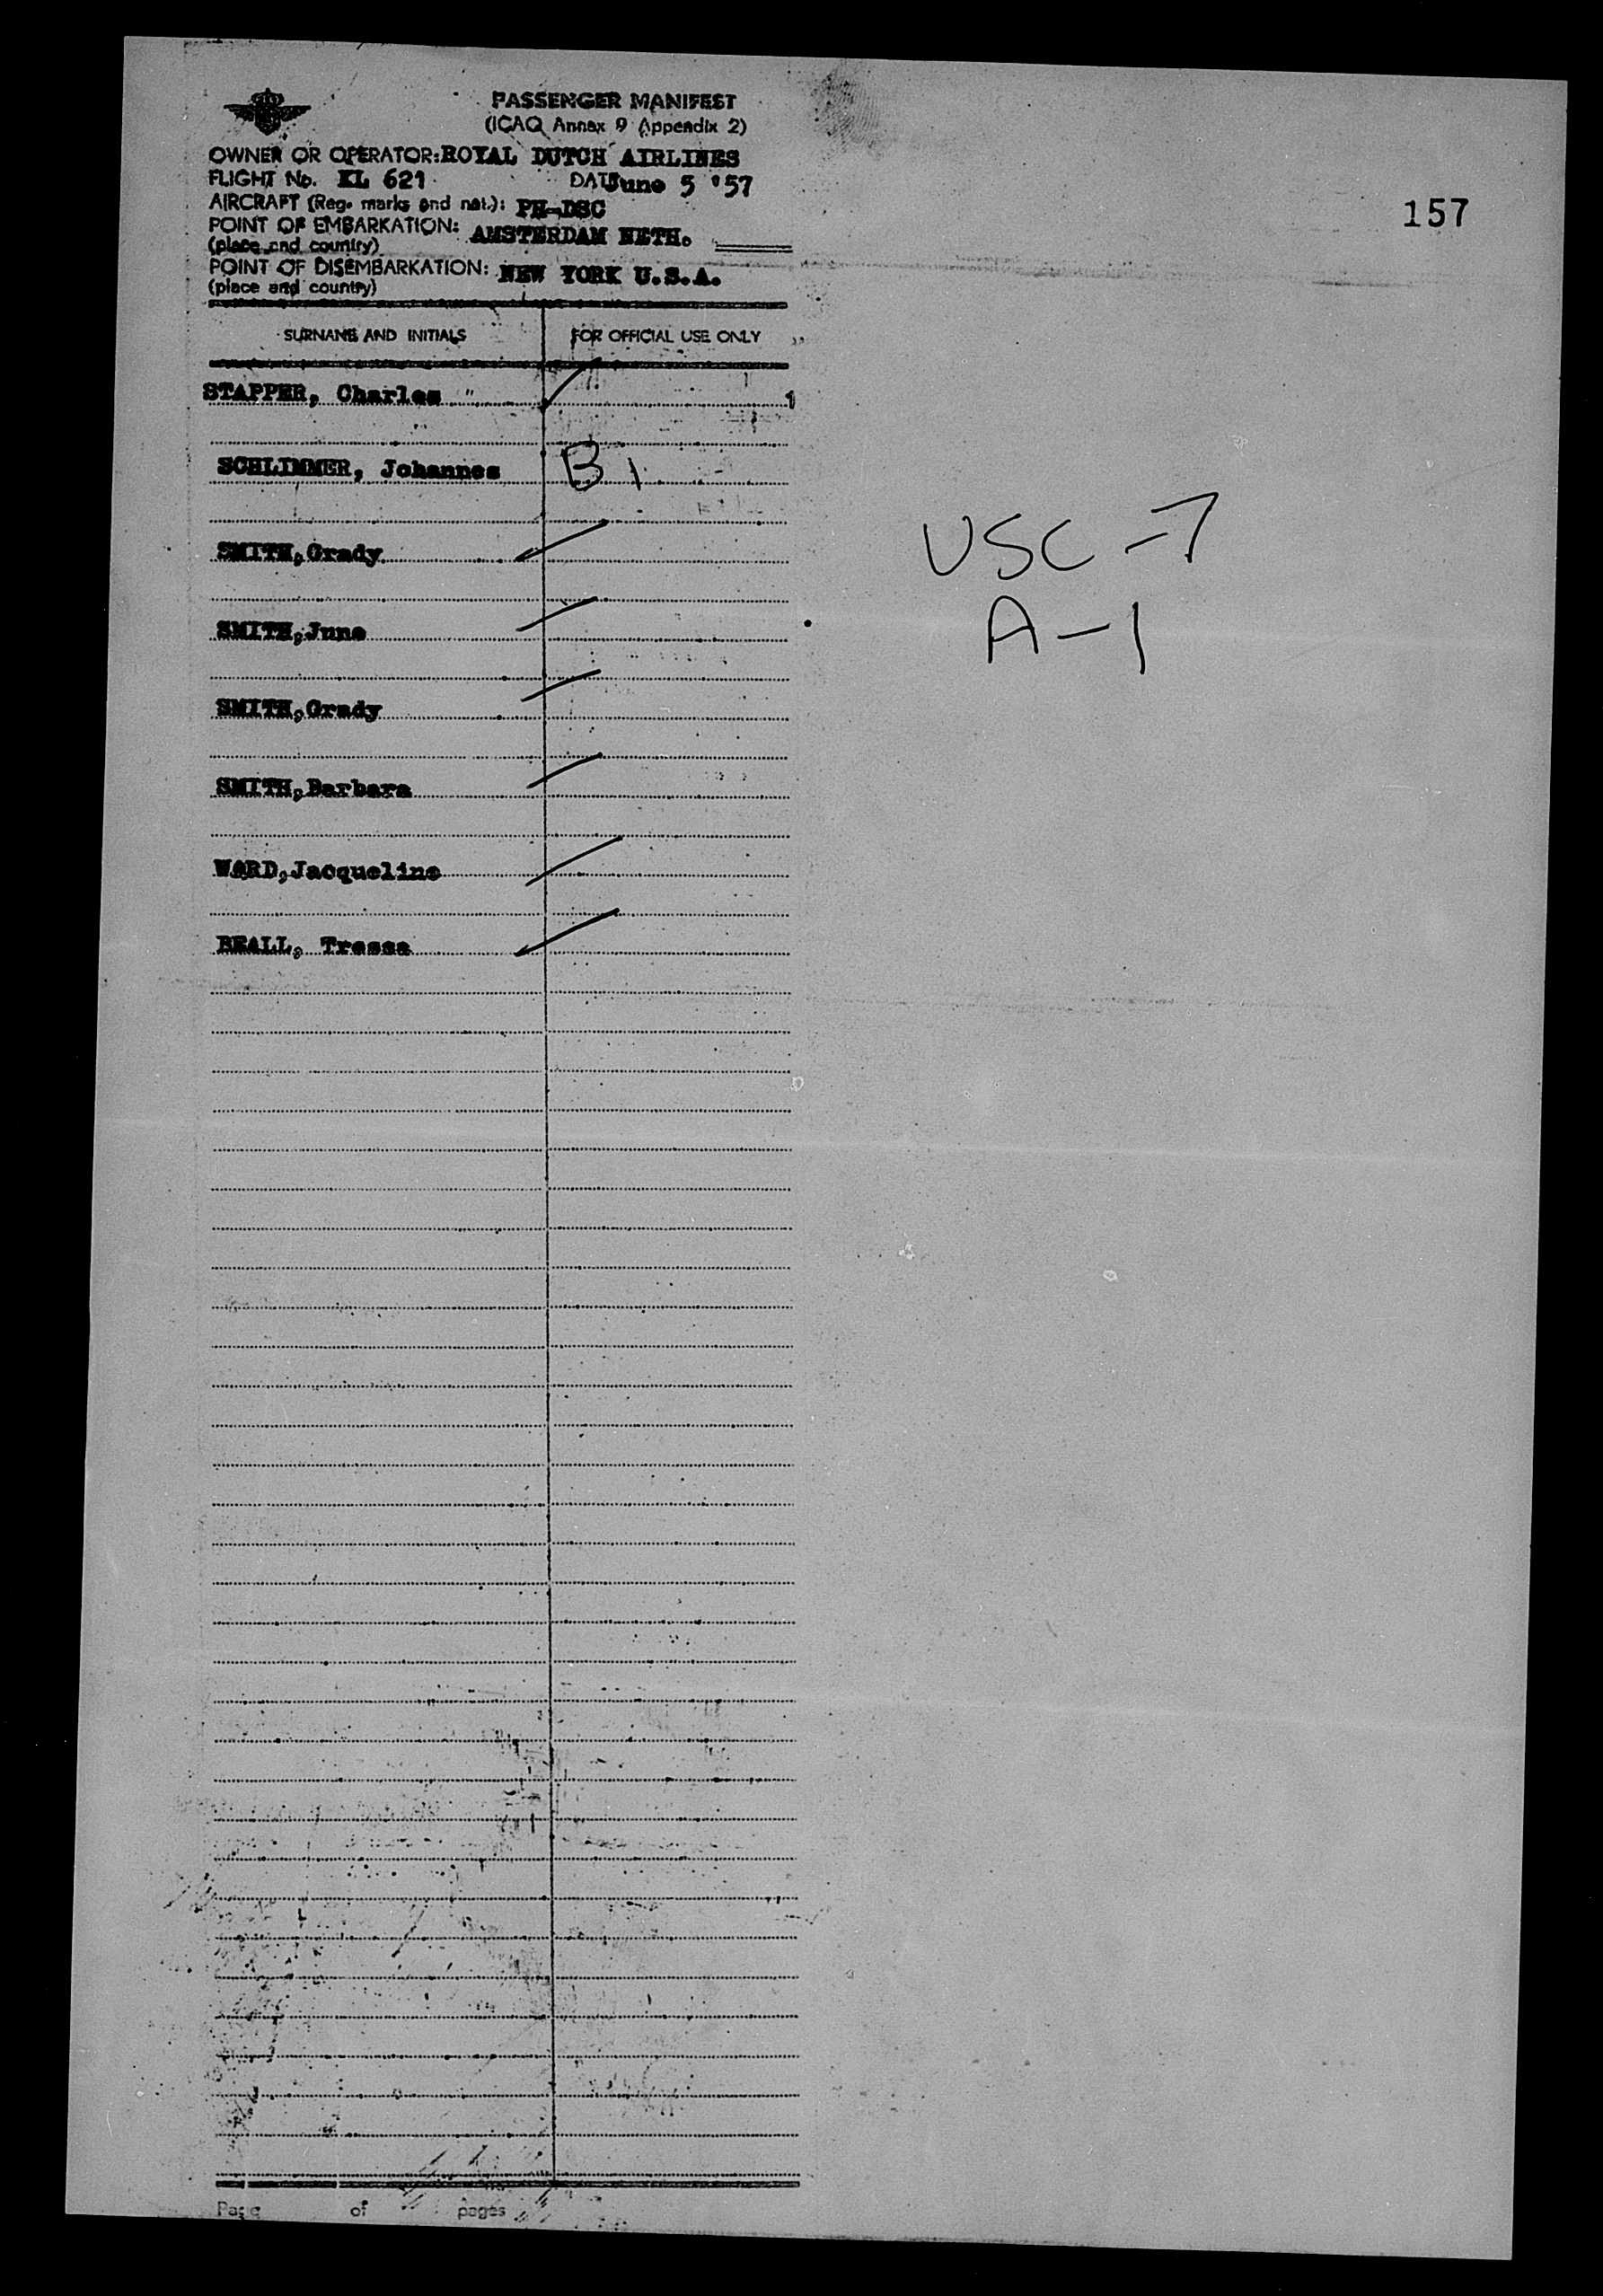 PASSENGER MANIFEST
(ICAO Annex 9 Appendix 2)
OWNER OR OPERATOR: ROYAL DUTCH AIRLINES
FLIGHT No. KL 621 DATE June 5 '57
AIRCRAFT (Reg. marks and nat.): PH-DSC
POINT OF EMBARKATION: AMSTERDAM NETH.
(place and country)
POINT OF DISEMBARKATION: NEW YORK U.S.A.
(place and country)
157
SURNAME AND INITIALS FOR OFFICIAL USE ONLY
STAPPER, Charles 1
SCHLIMMER, Johannes B 1
SMITH,Grady
SMITH,June
SMITH,Grady
SMITH,Barbara
WARD,Jacqueline
BEALL, Tressa
USC-7
A-1
Page of pages